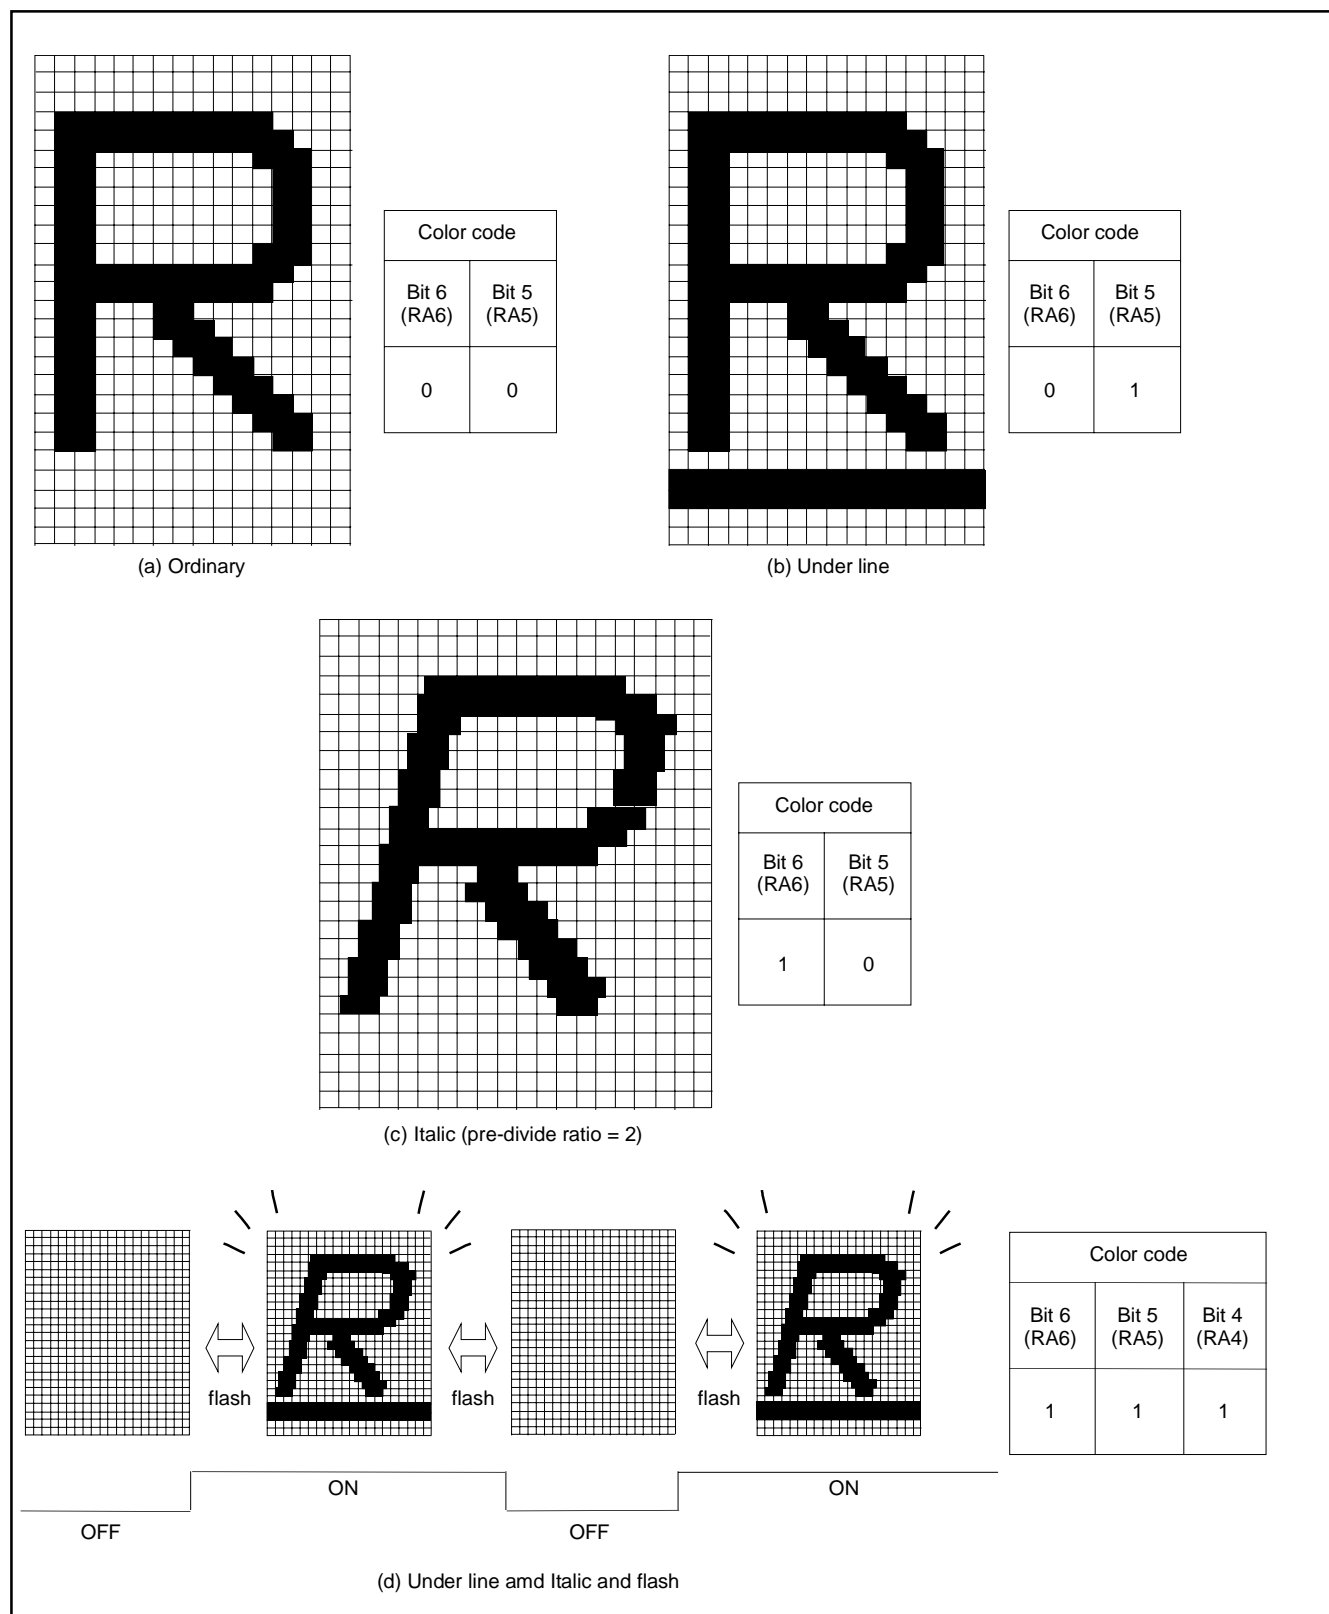 Color code
Bit 6 (RA6)
Bit 5 (RA5)
0
0
(a) Ordinary
Color code
Bit 6 (RA6)
Bit 5 (RA5)
0
1
(b) Under line
Color code
Bit 6 (RA6)
Bit 5 (RA5)
1
0
(c) Italic (pre-divide ratio = 2)
flash
flash
flash
Color code
Bit 6 (RA6)
Bit 5 (RA5)
Bit 4 (RA4)
1
1
1
ON
ON
OFF
OFF
(d) Under line amd Italic and flash